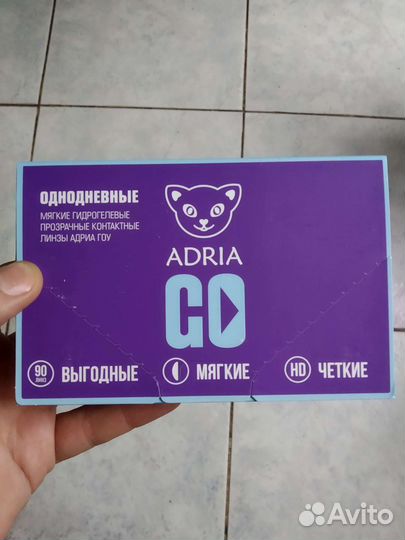 ОДНОДНЕВНЫЕ
МЯГКИЕ ГИДРОГЕЛЕВЫЕ
ПРОЗРАЧНЫЕ КОНТАКТНЫЕ
ЛИНЗЫ АДРИА ГОУ
ADRIA
GO
90 ЛИНЗ ВЫГОДНЫЕ
МЯГКИЕ
HD ЧЕТКИЕ
Avito